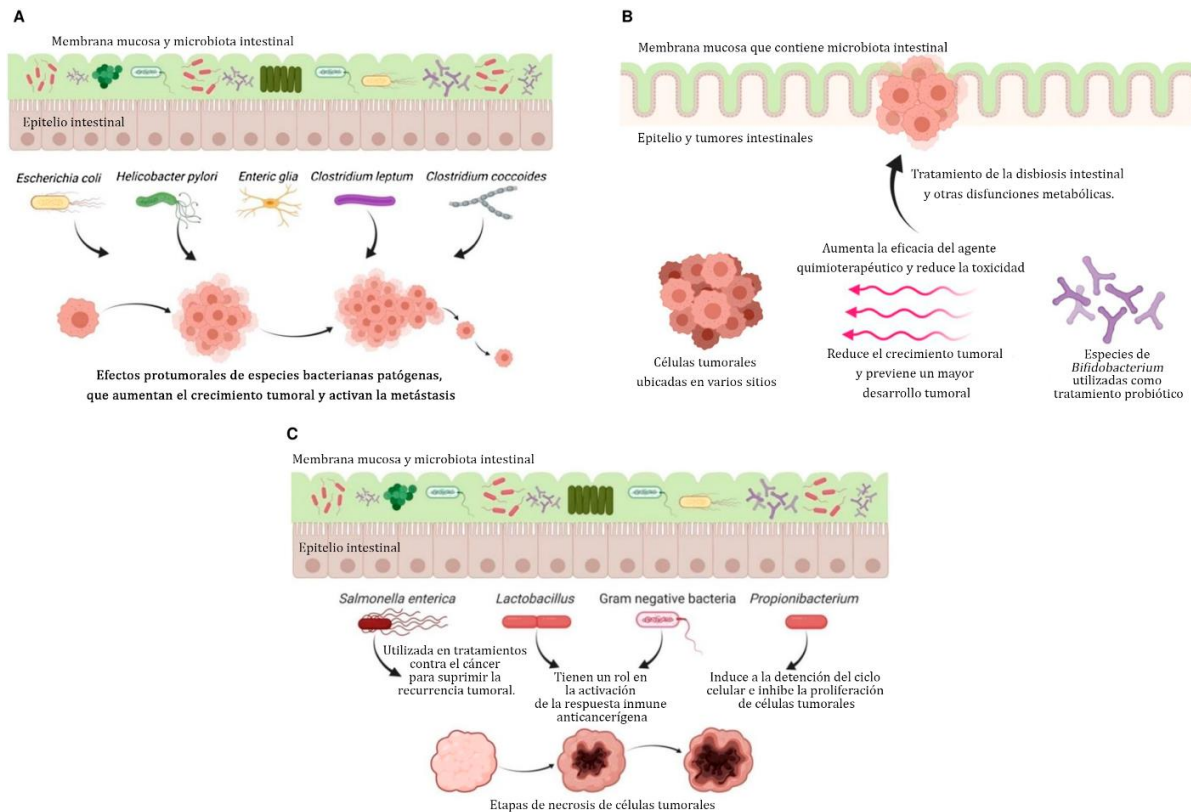 A
Membrana mucosa y microbiota intestinal
Epitelio intestinal
Escherichia coli
Helicobacter pylori
Enteric glia
Clostridium leptum
Clostridium coccoides
Efectos protumorales de especies bacterianas patógenas,
que aumentan el crecimiento tumoral y activan la metástasis
B
Membrana mucosa que contiene microbiota intestinal
Epitelio y tumores intestinales
Tratamiento de la disbiosis intestinal
y otras disfunciones metabólicas.
Aumenta la eficacia del agente
quimioterapéutico y reduce la toxicidad
Células tumorales
ubicadas en varios sitios
Reduce el crecimiento tumoral
y previene un mayor
desarrollo tumoral
Especies de
Bifidobacterium
utilizadas como
tratamiento probiótico
C
Membrana mucosa y microbiota intestinal
Epitelio intestinal
Salmonella enterica
Lactobacillus
Gram negative bacteria
Propionibacterium
Utilizada en tratamientos
contra el cáncer
para suprimir la
recurrencia tumoral.
Tienen un rol en
la activación
de la respuesta inmune
anticancerígena
Induce a la detención del ciclo
celular e inhibe la proliferación
de células tumorales
Etapas de necrosis de células tumorales